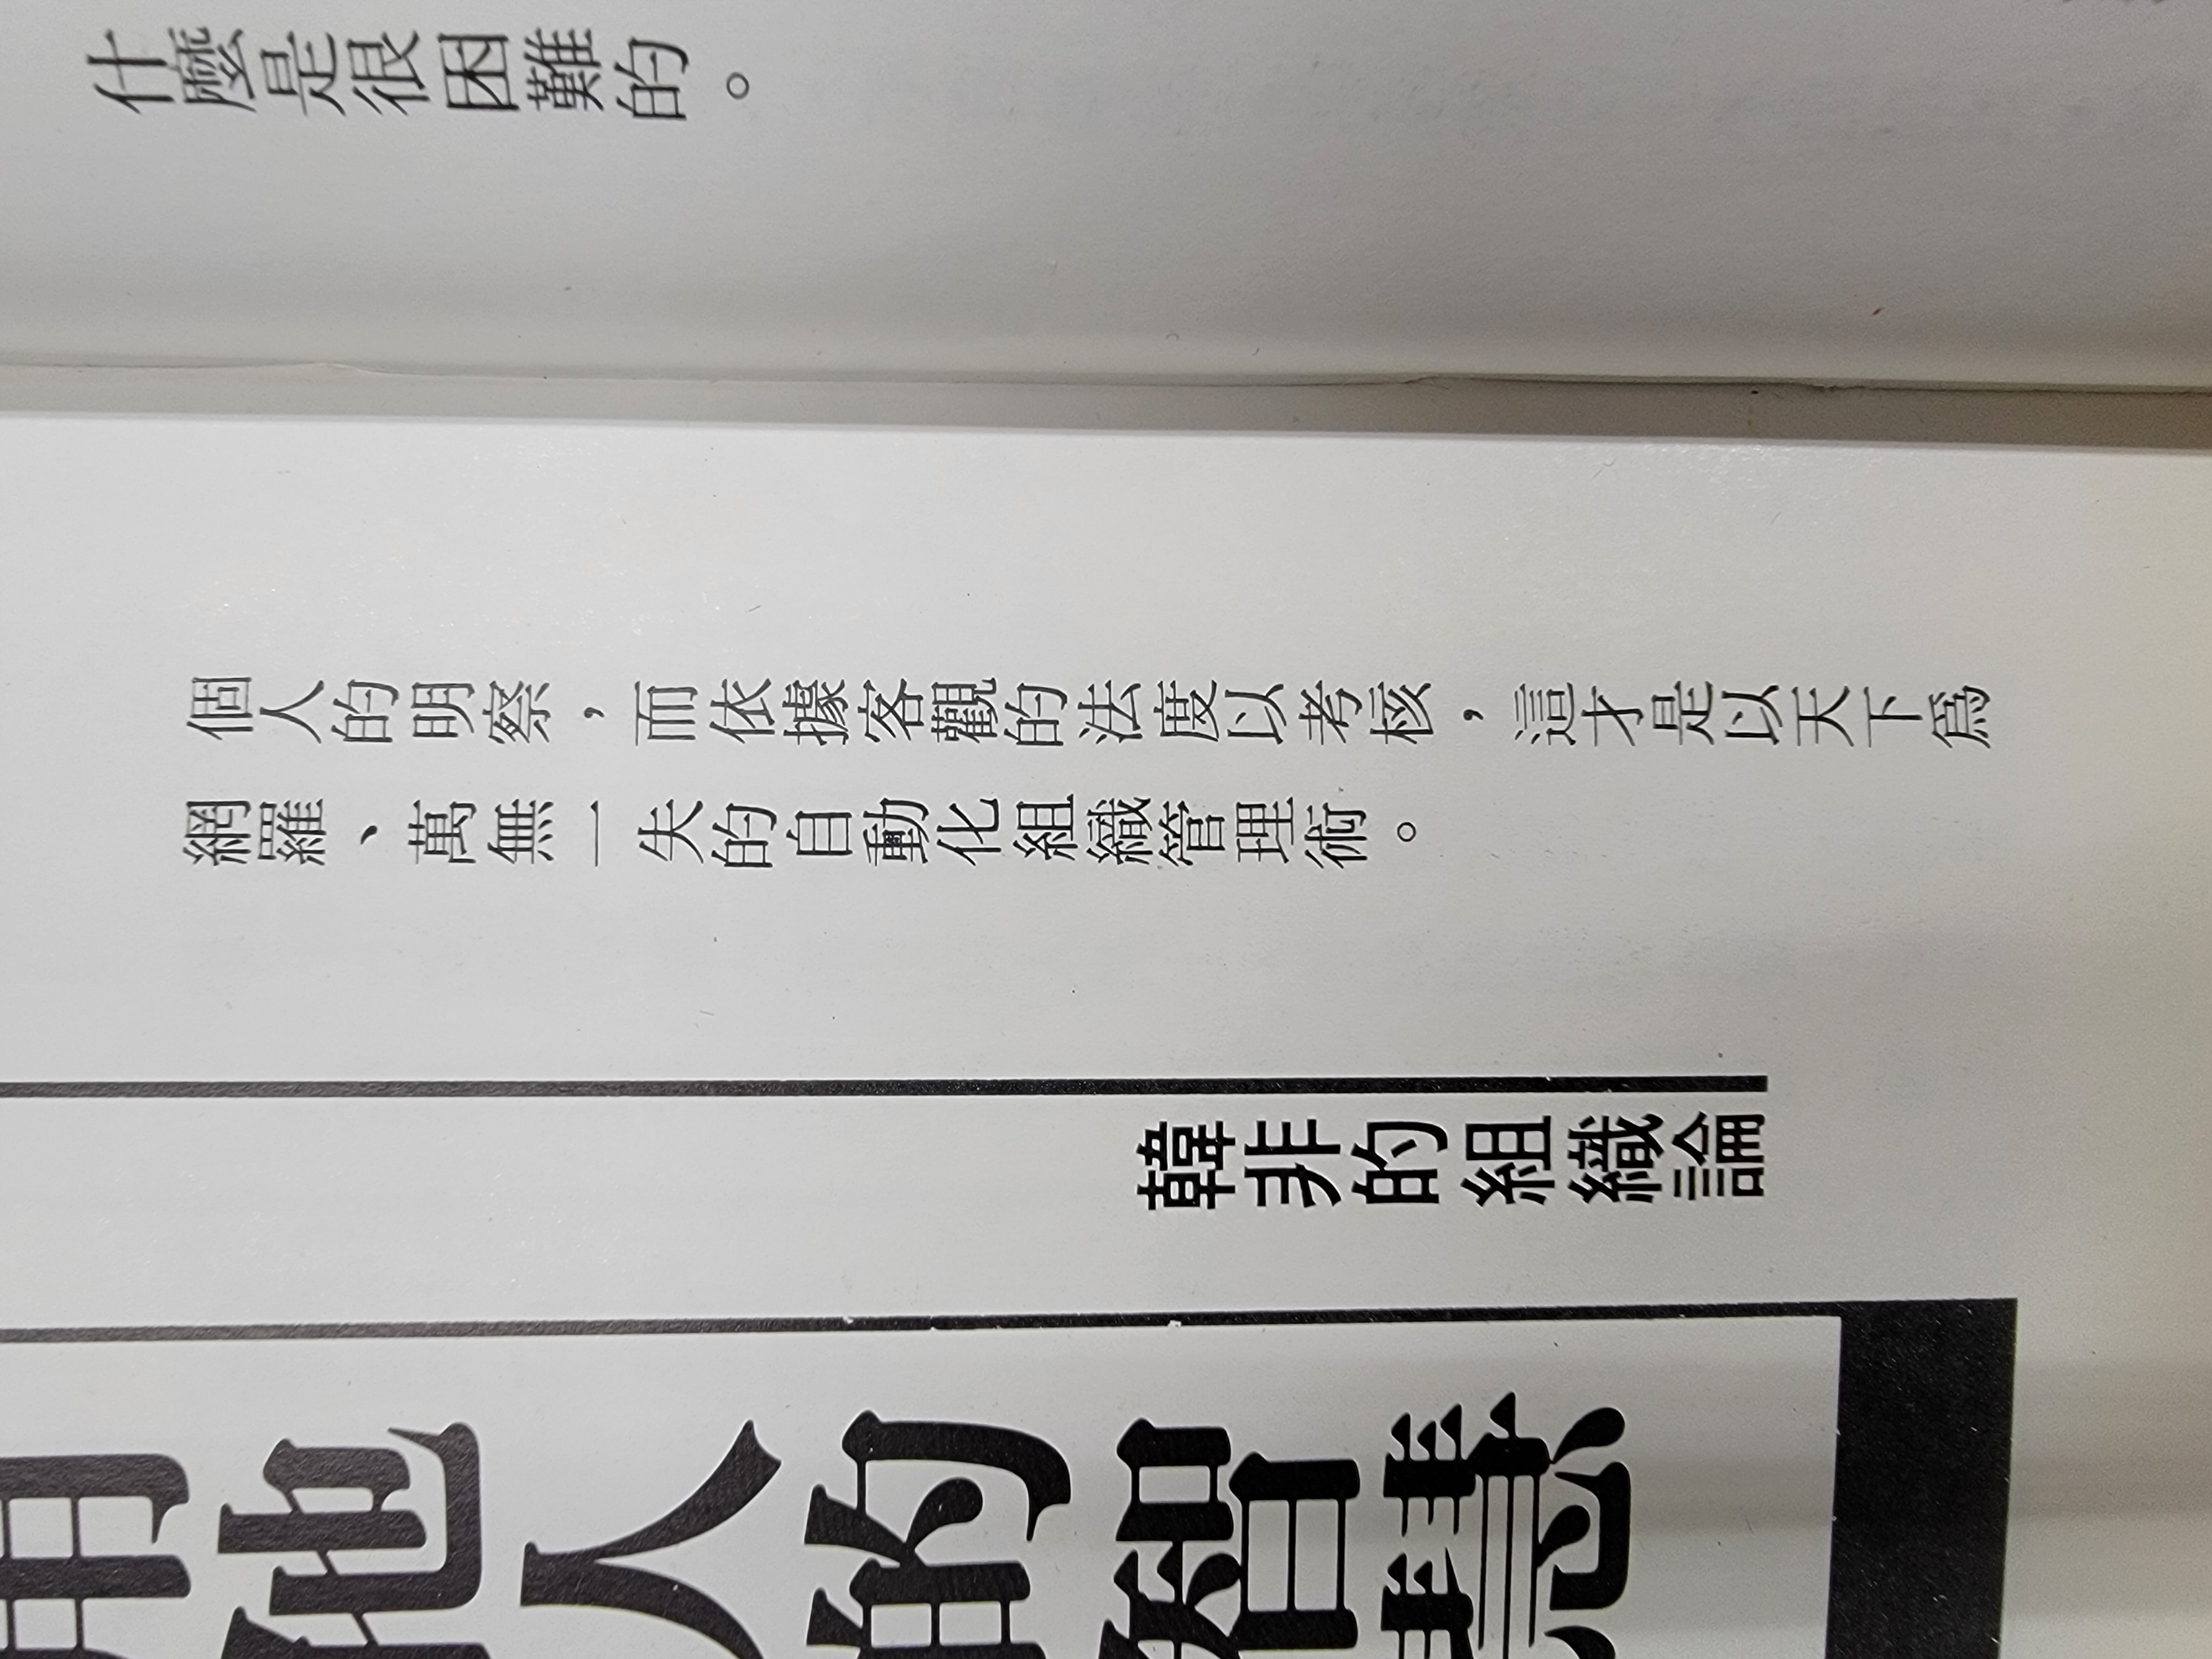 什麼是很困難的。
個人的明察，而依據客觀的法度以考核，這才是以天下爲
網羅、萬無一失的自動化組織管理術。
韓非的組織論
用他人的智慧